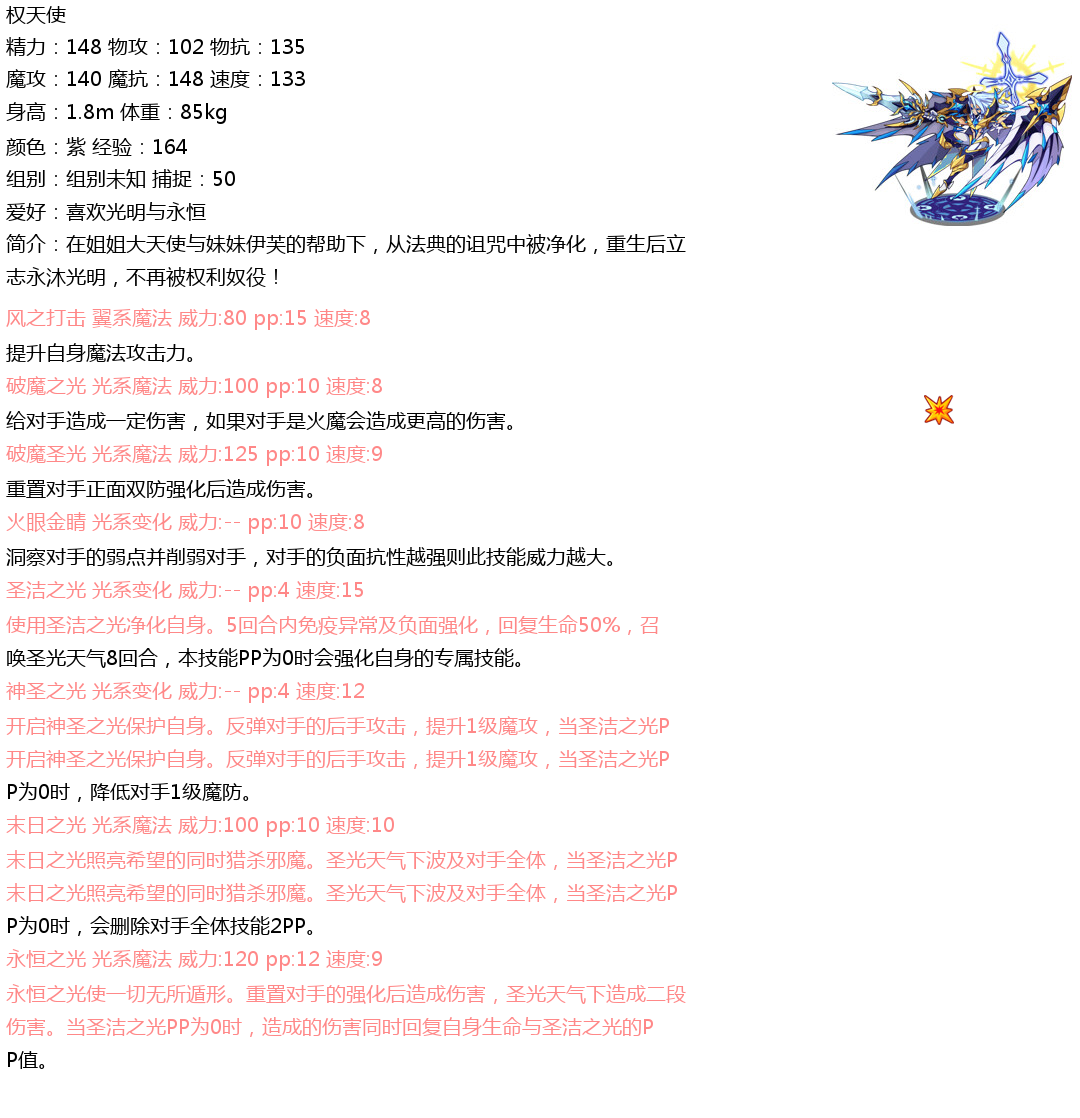 权天使
精力：148 物攻：102 物抗：135
魔攻：140 魔抗：148 速度：133
身高：1.8m 体重：85kg
颜色：紫 经验：164
组别：组别未知 捕捉：50
爱好：喜欢光明与永恒
简介：在姐姐大天使与妹妹伊芙的帮助下，从法典的诅咒中被净化，重生后立
志永沐光明，不再被权利奴役！
风之打击 翼系魔法 威力:80 pp:15 速度:8
提升自身魔法攻击力。
破魔之光 光系魔法 威力:100 pp:10 速度:8
给对手造成一定伤害，如果对手是火魔会造成更高的伤害。
破魔圣光 光系魔法 威力:125 pp:10 速度:9
重置对手正面双防强化后造成伤害。
火眼金睛 光系变化 威力:-- pp:10 速度:8
洞察对手的弱点并削弱对手，对手的负面抗性越强则此技能威力越大。
圣洁之光 光系变化 威力:-- pp:4 速度:15
使用圣洁之光净化自身。5回合内免疫异常及负面强化，回复生命50%，召
唤圣光天气8回合，本技能PP为0时会强化自身的专属技能。
神圣之光 光系变化 威力:-- pp:4 速度:12
开启神圣之光保护自身。反弹对手的后手攻击，提升1级魔攻，当圣洁之光P
开启神圣之光保护自身。反弹对手的后手攻击，提升1级魔攻，当圣洁之光P
P为0时，降低对手1级魔防。
末日之光 光系魔法 威力:100 pp:10 速度:10
末日之光照亮希望的同时猎杀邪魔。圣光天气下波及对手全体，当圣洁之光P
末日之光照亮希望的同时猎杀邪魔。圣光天气下波及对手全体，当圣洁之光P
P为0时，会删除对手全体技能2PP。
永恒之光 光系魔法 威力:120 pp:12 速度:9
永恒之光使一切无所遁形。重置对手的强化后造成伤害，圣光天气下造成二段
伤害。当圣洁之光PP为0时，造成的伤害同时回复自身生命与圣洁之光的P
P值。